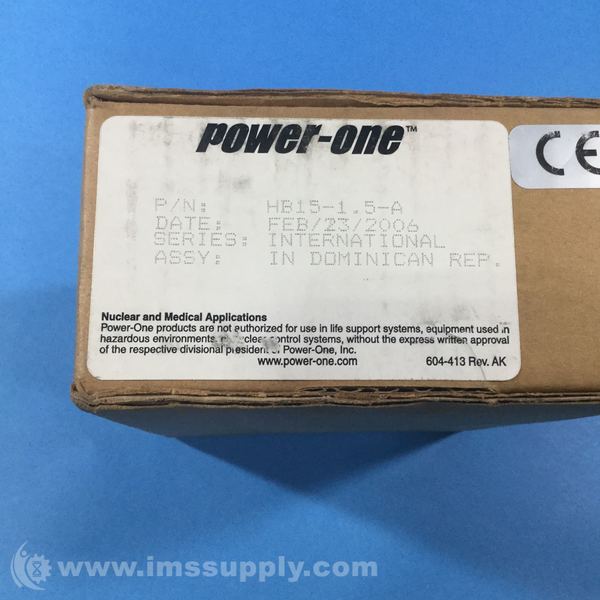 power-one™
CE
P/N: HB15-1.5-A
DATE: FEB/23/2006
SERIES: INTERNATIONAL
ASSY: IN DOMINICAN REP.
Nuclear and Medical Applications
Power-One products are not authorized for use in life support systems, equipment used in
hazardous environments, nuclear control systems, without the express written approval
of the respective divisional president of Power-One, Inc.
www.power-one.com
604-413 Rev. AK
www.imssupply.com